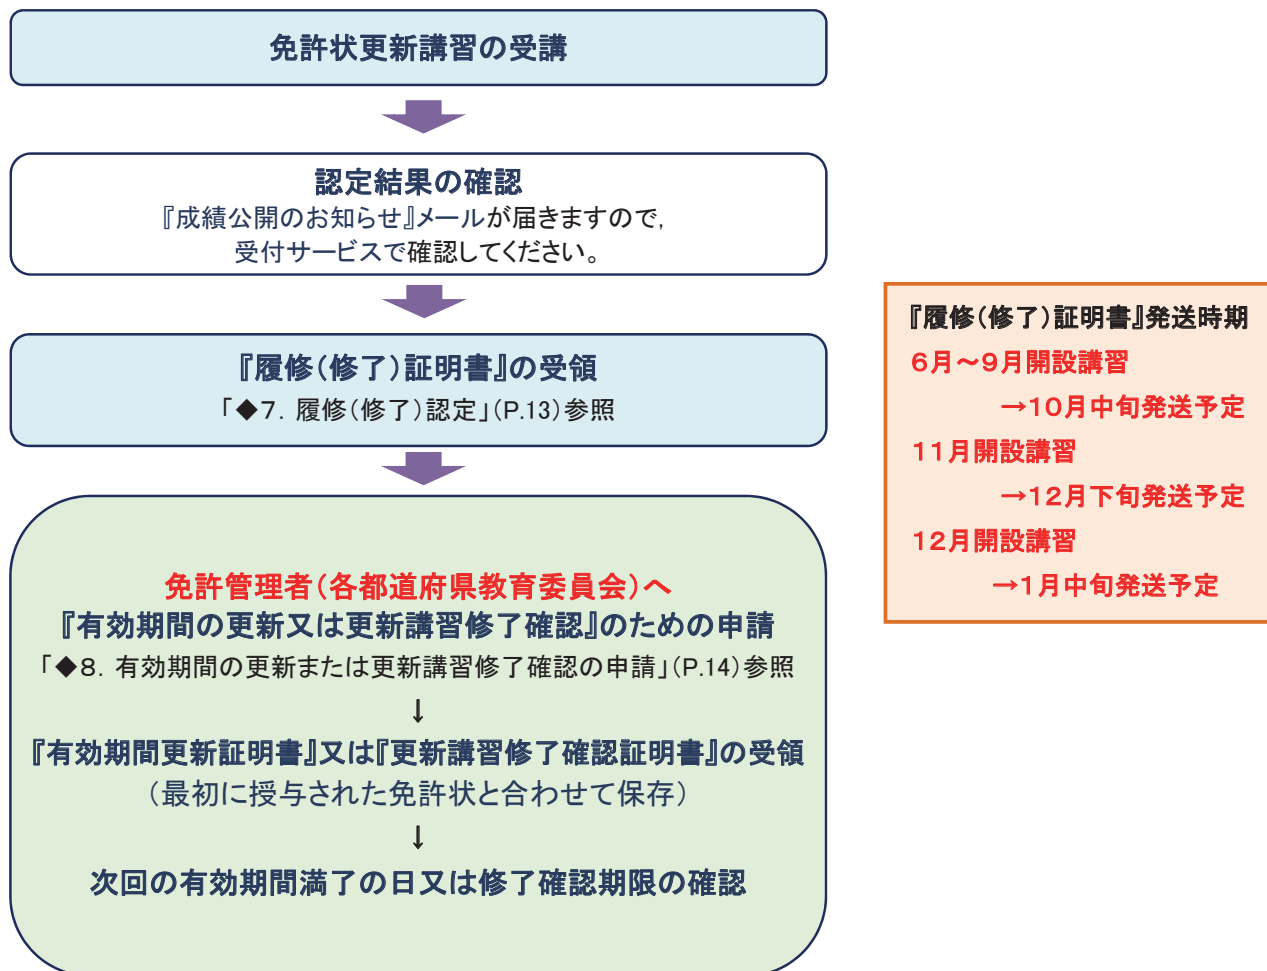 免許状更新講習の受講
認定結果の確認
『成績公開のお知らせ』メールが届きますので,
受付サービスで確認してください。
『履修(修了)証明書』の受領
「◆7. 履修(修了)認定」(P.13)参照
免許管理者(各都道府県教育委員会)へ
『有効期間の更新又は更新講習修了確認』のための申請
「◆8. 有効期間の更新または更新講習修了確認の申請」(P.14)参照
↓
『有効期間更新証明書』又は『更新講習修了確認証明書』の受領
(最初に授与された免許状と合わせて保存)
↓
次回の有効期間満了の日又は修了確認期限の確認
『履修(修了)証明書』発送時期
6月~9月開設講習
→10月中旬発送予定
11月開設講習
→12月下旬発送予定
12月開設講習
→1月中旬発送予定